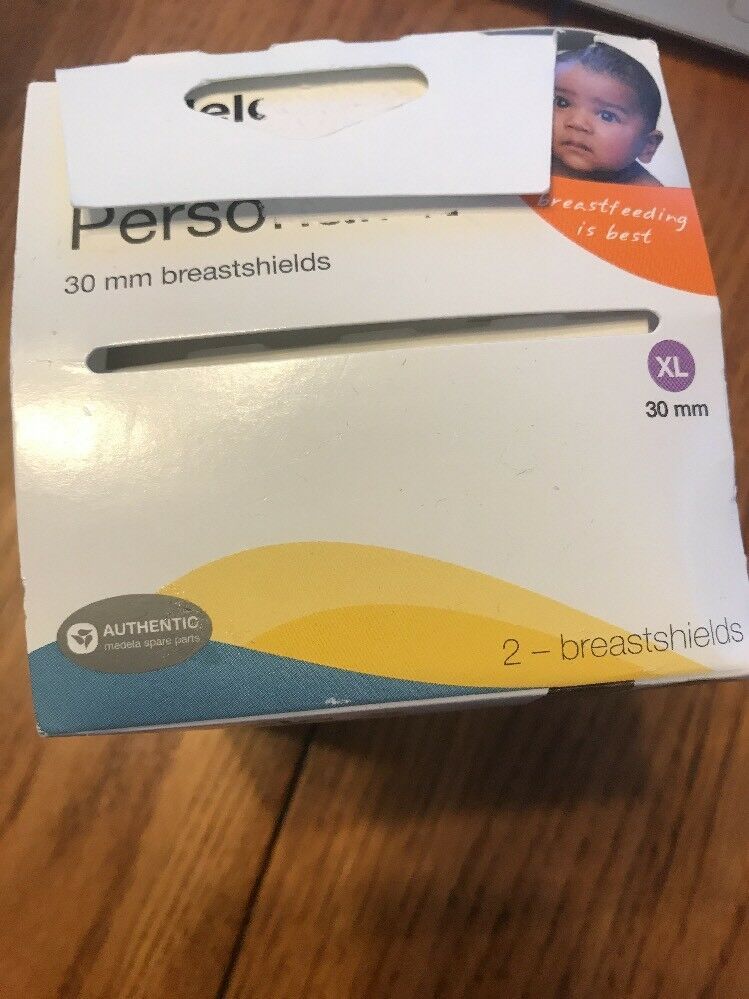 Perso
30 mm breastshields
breastfeeding
is best
XL
30 mm
AUTHENTIC
medela spare parts
2 – breastshields